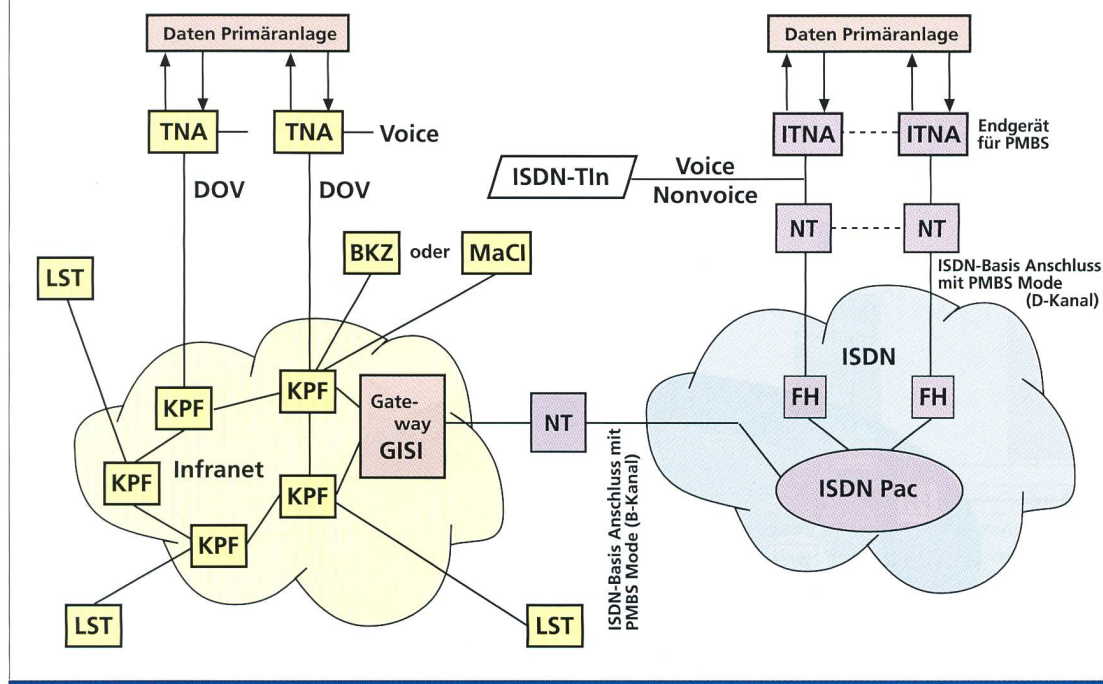 Daten Primäranlage
TNA
TNA
Voice
DOV
DOV
BKZ
oder
MaCl
LST
KPF
KPF
KPF
Infranet
KPF
KPF
Gate-
way
GISI
LST
LST
NT
ISDN-Basis Anschluss mit
PMBS Mode (B-Kanal)
Daten Primäranlage
ITNA
ITNA
Endgerät
für PMBS
ISDN-Tln
Voice
Nonvoice
NT
NT
ISDN-Basis Anschluss
mit PMBS Mode
(D-Kanal)
ISDN
FH
FH
ISDN Pac